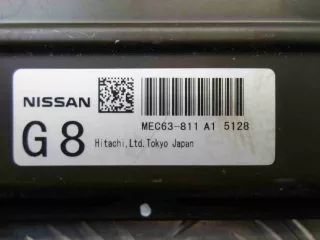 NISSAN
MEC63-811 A1 5128
G8
Hitachi,Ltd.Tokyo Japan